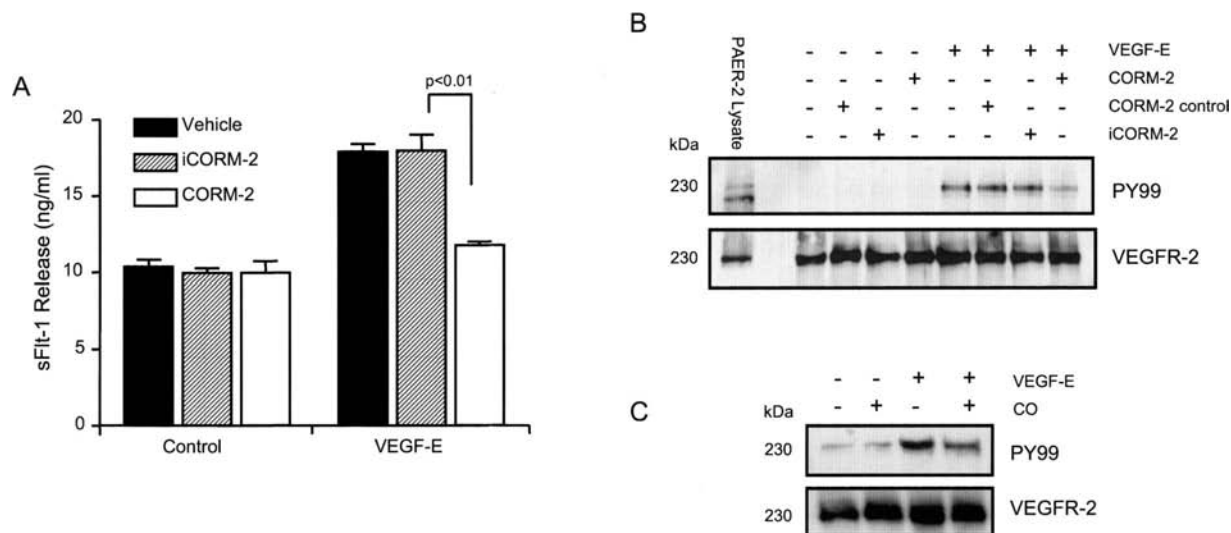 A
p<0.01
20
15
10
5
0
sFlt-1 Release (ng/ml)
Vehicle
iCORM-2
CORM-2
Control
VEGF-E
B
PAER-2 Lysate
- - - - + + + + VEGF-E
- - - + - - - + CORM-2
- + - - - + - - CORM-2 control
- - + - - - + - iCORM-2
kDa
230
PY99
230
VEGFR-2
C
- - + + VEGF-E
- + - + CO
kDa
230
PY99
230
VEGFR-2